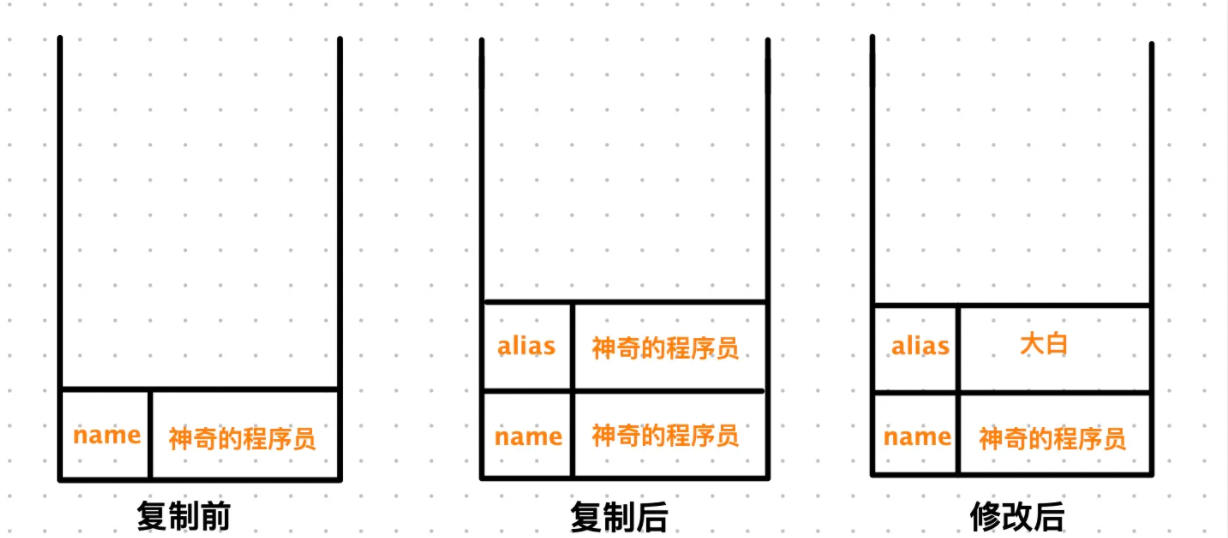 name 神奇的程序员
复制前
alias 神奇的程序员
name 神奇的程序员
复制后
alias 大白
name 神奇的程序员
修改后